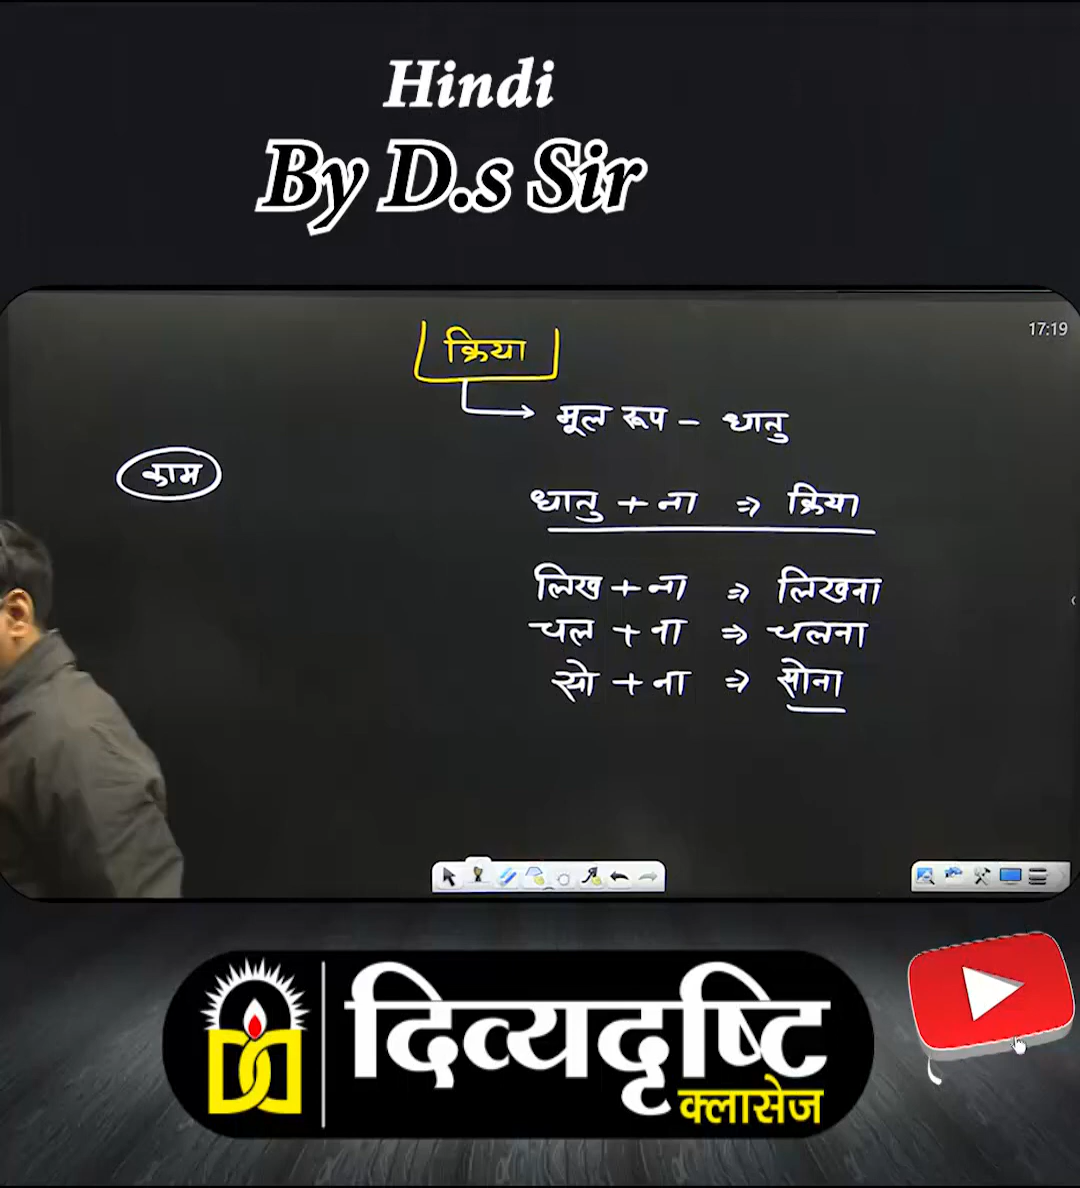 Hindi
By D.s Sir
17:19
क्रिया
मूल रूप - धातु
काम
धातु + ना ⇒ क्रिया
लिख + ना ⇒ लिखना
चल + ना ⇒ चलना
सो + ना ⇒ सोना
दिव्यदृष्टि
क्लासेज